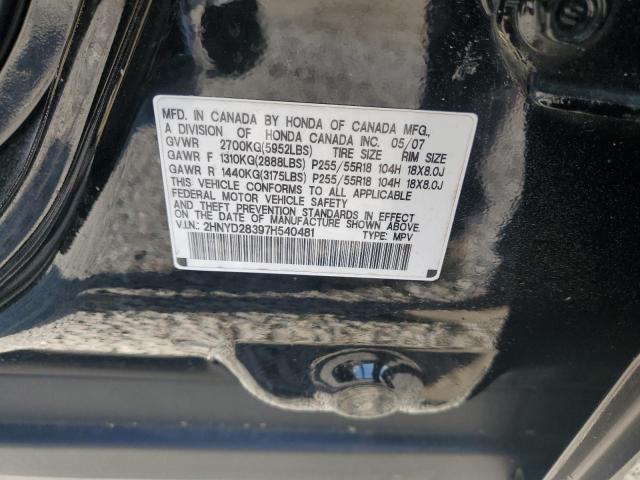 MFD. IN CANADA BY HONDA OF CANADA MFG.,
A DIVISION OF HONDA CANADA INC. 05/07
GVWR 2700KG(5952LBS) TIRE SIZE RIM SIZE
GAWR F 1310KG(2888LBS) P255/55R18 104H 18X8.0J
GAWR R 1440KG(3175LBS) P255/55R18 104H 18X8.0J
THIS VEHICLE CONFORMS TO ALL APPLICABLE
FEDERAL MOTOR VEHICLE SAFETY
AND THEFT PREVENTION STANDARDS IN EFFECT
ON THE DATE OF MANUFACTURE SHOWN ABOVE.
V.I.N.: 2HNYD28397H540481 TYPE: MPV